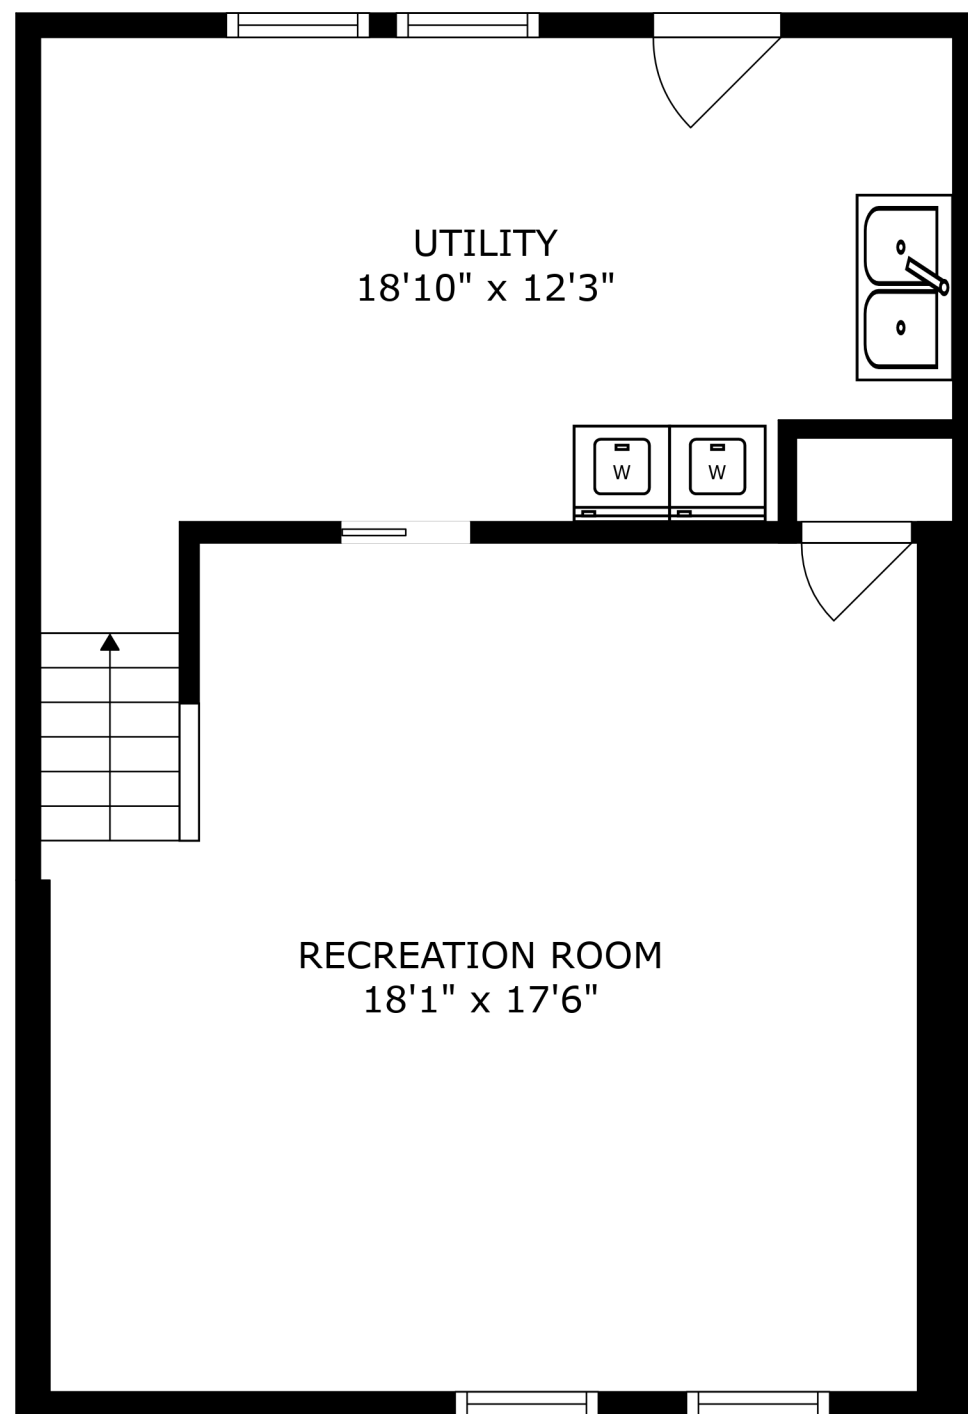 UTILITY
18'10" x 12'3"
W W
RECREATION ROOM
18'1" x 17'6"